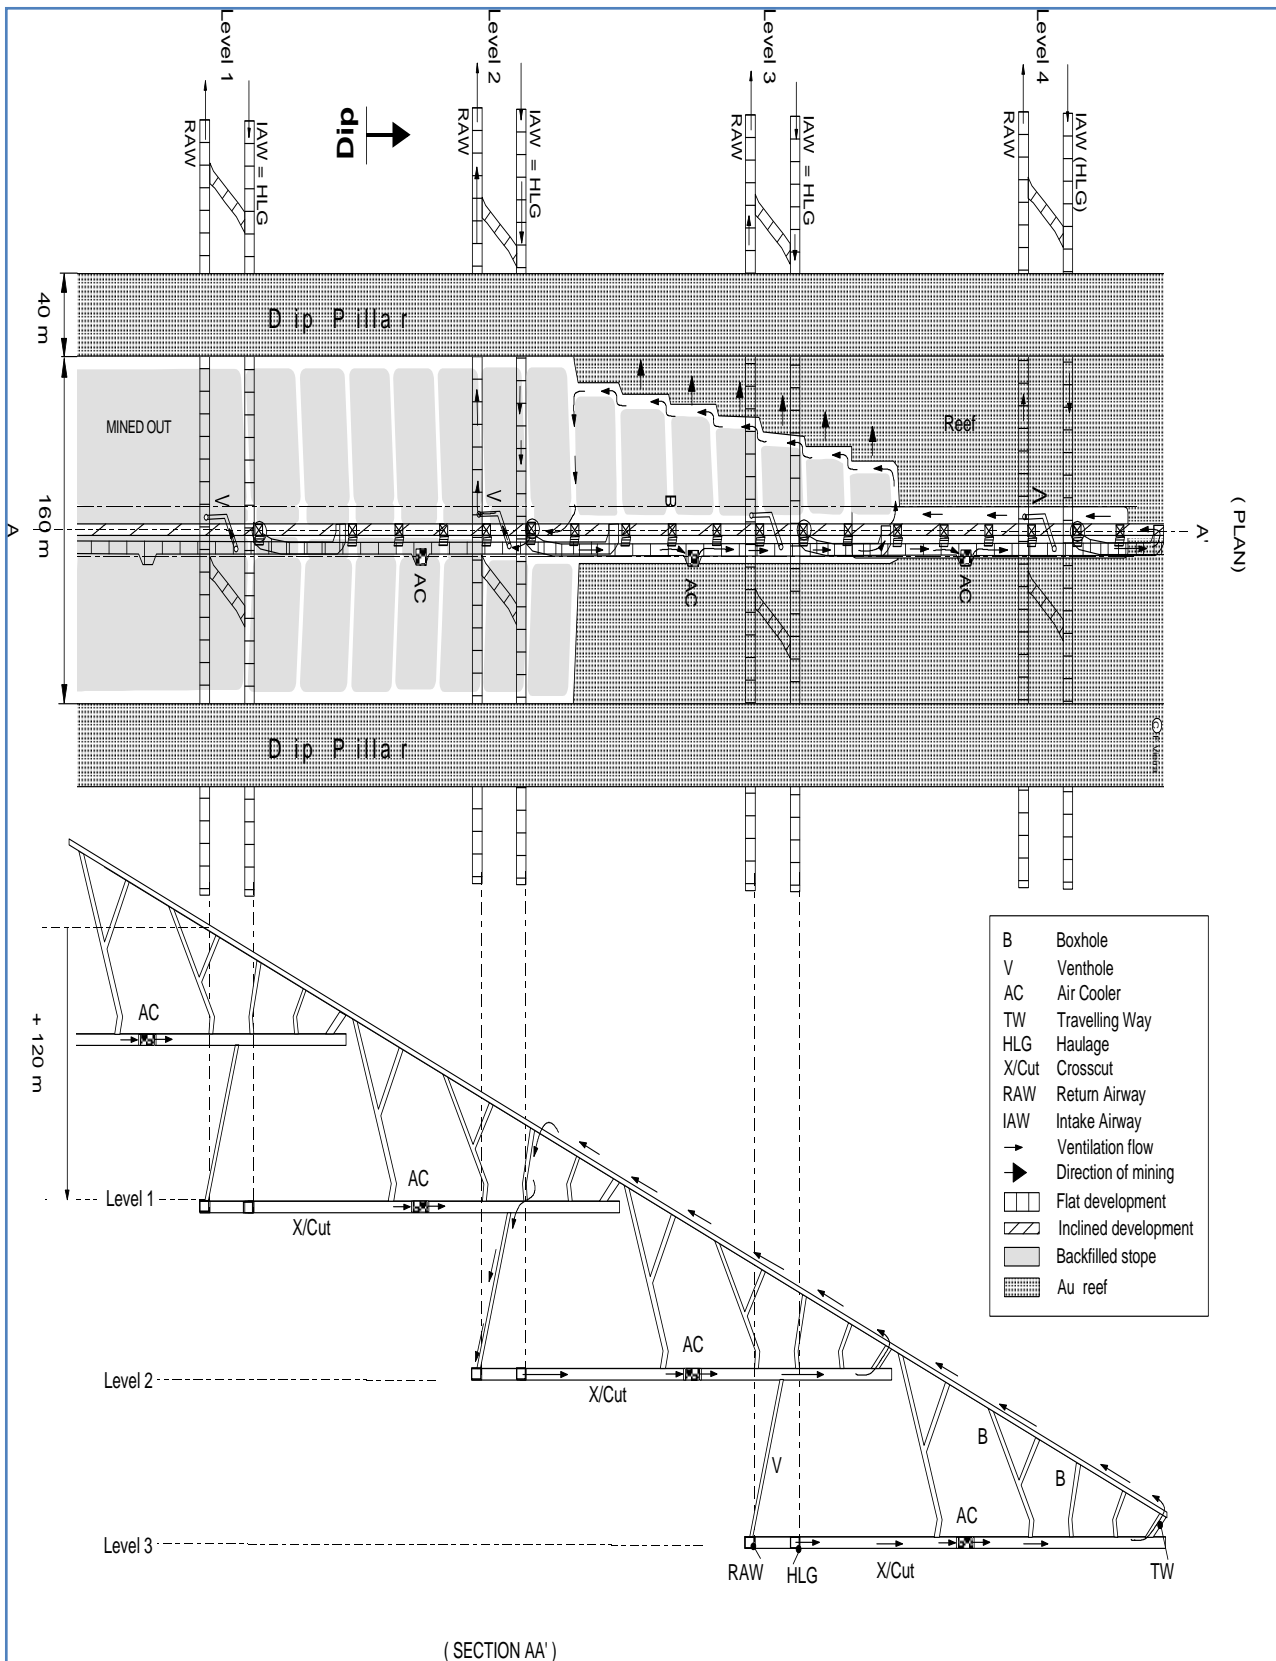 Level 1
Level 2
Level 3
Level 4
RAW
IAW = HLG
Dip
RAW
IAW = HLG
RAW
IAW = HLG
RAW
IAW (HLG)
40 m
Dip Pillar
MINED OUT
Reef
160 m
V
V
B
V
A
A'
( PLAN)
AC
AC
AC
Dip Pillar
© F. Vieira
+ 120 m
AC
Level 1
AC
X/Cut
Level 2
AC
X/Cut
V
B
B
Level 3
AC
RAW
HLG
X/Cut
TW
B Boxhole
V Venthole
AC Air Cooler
TW Travelling Way
HLG Haulage
X/Cut Crosscut
RAW Return Airway
IAW Intake Airway
Ventilation flow
Direction of mining
Flat development
Inclined development
Backfilled stope
Au reef
( SECTION AA' )